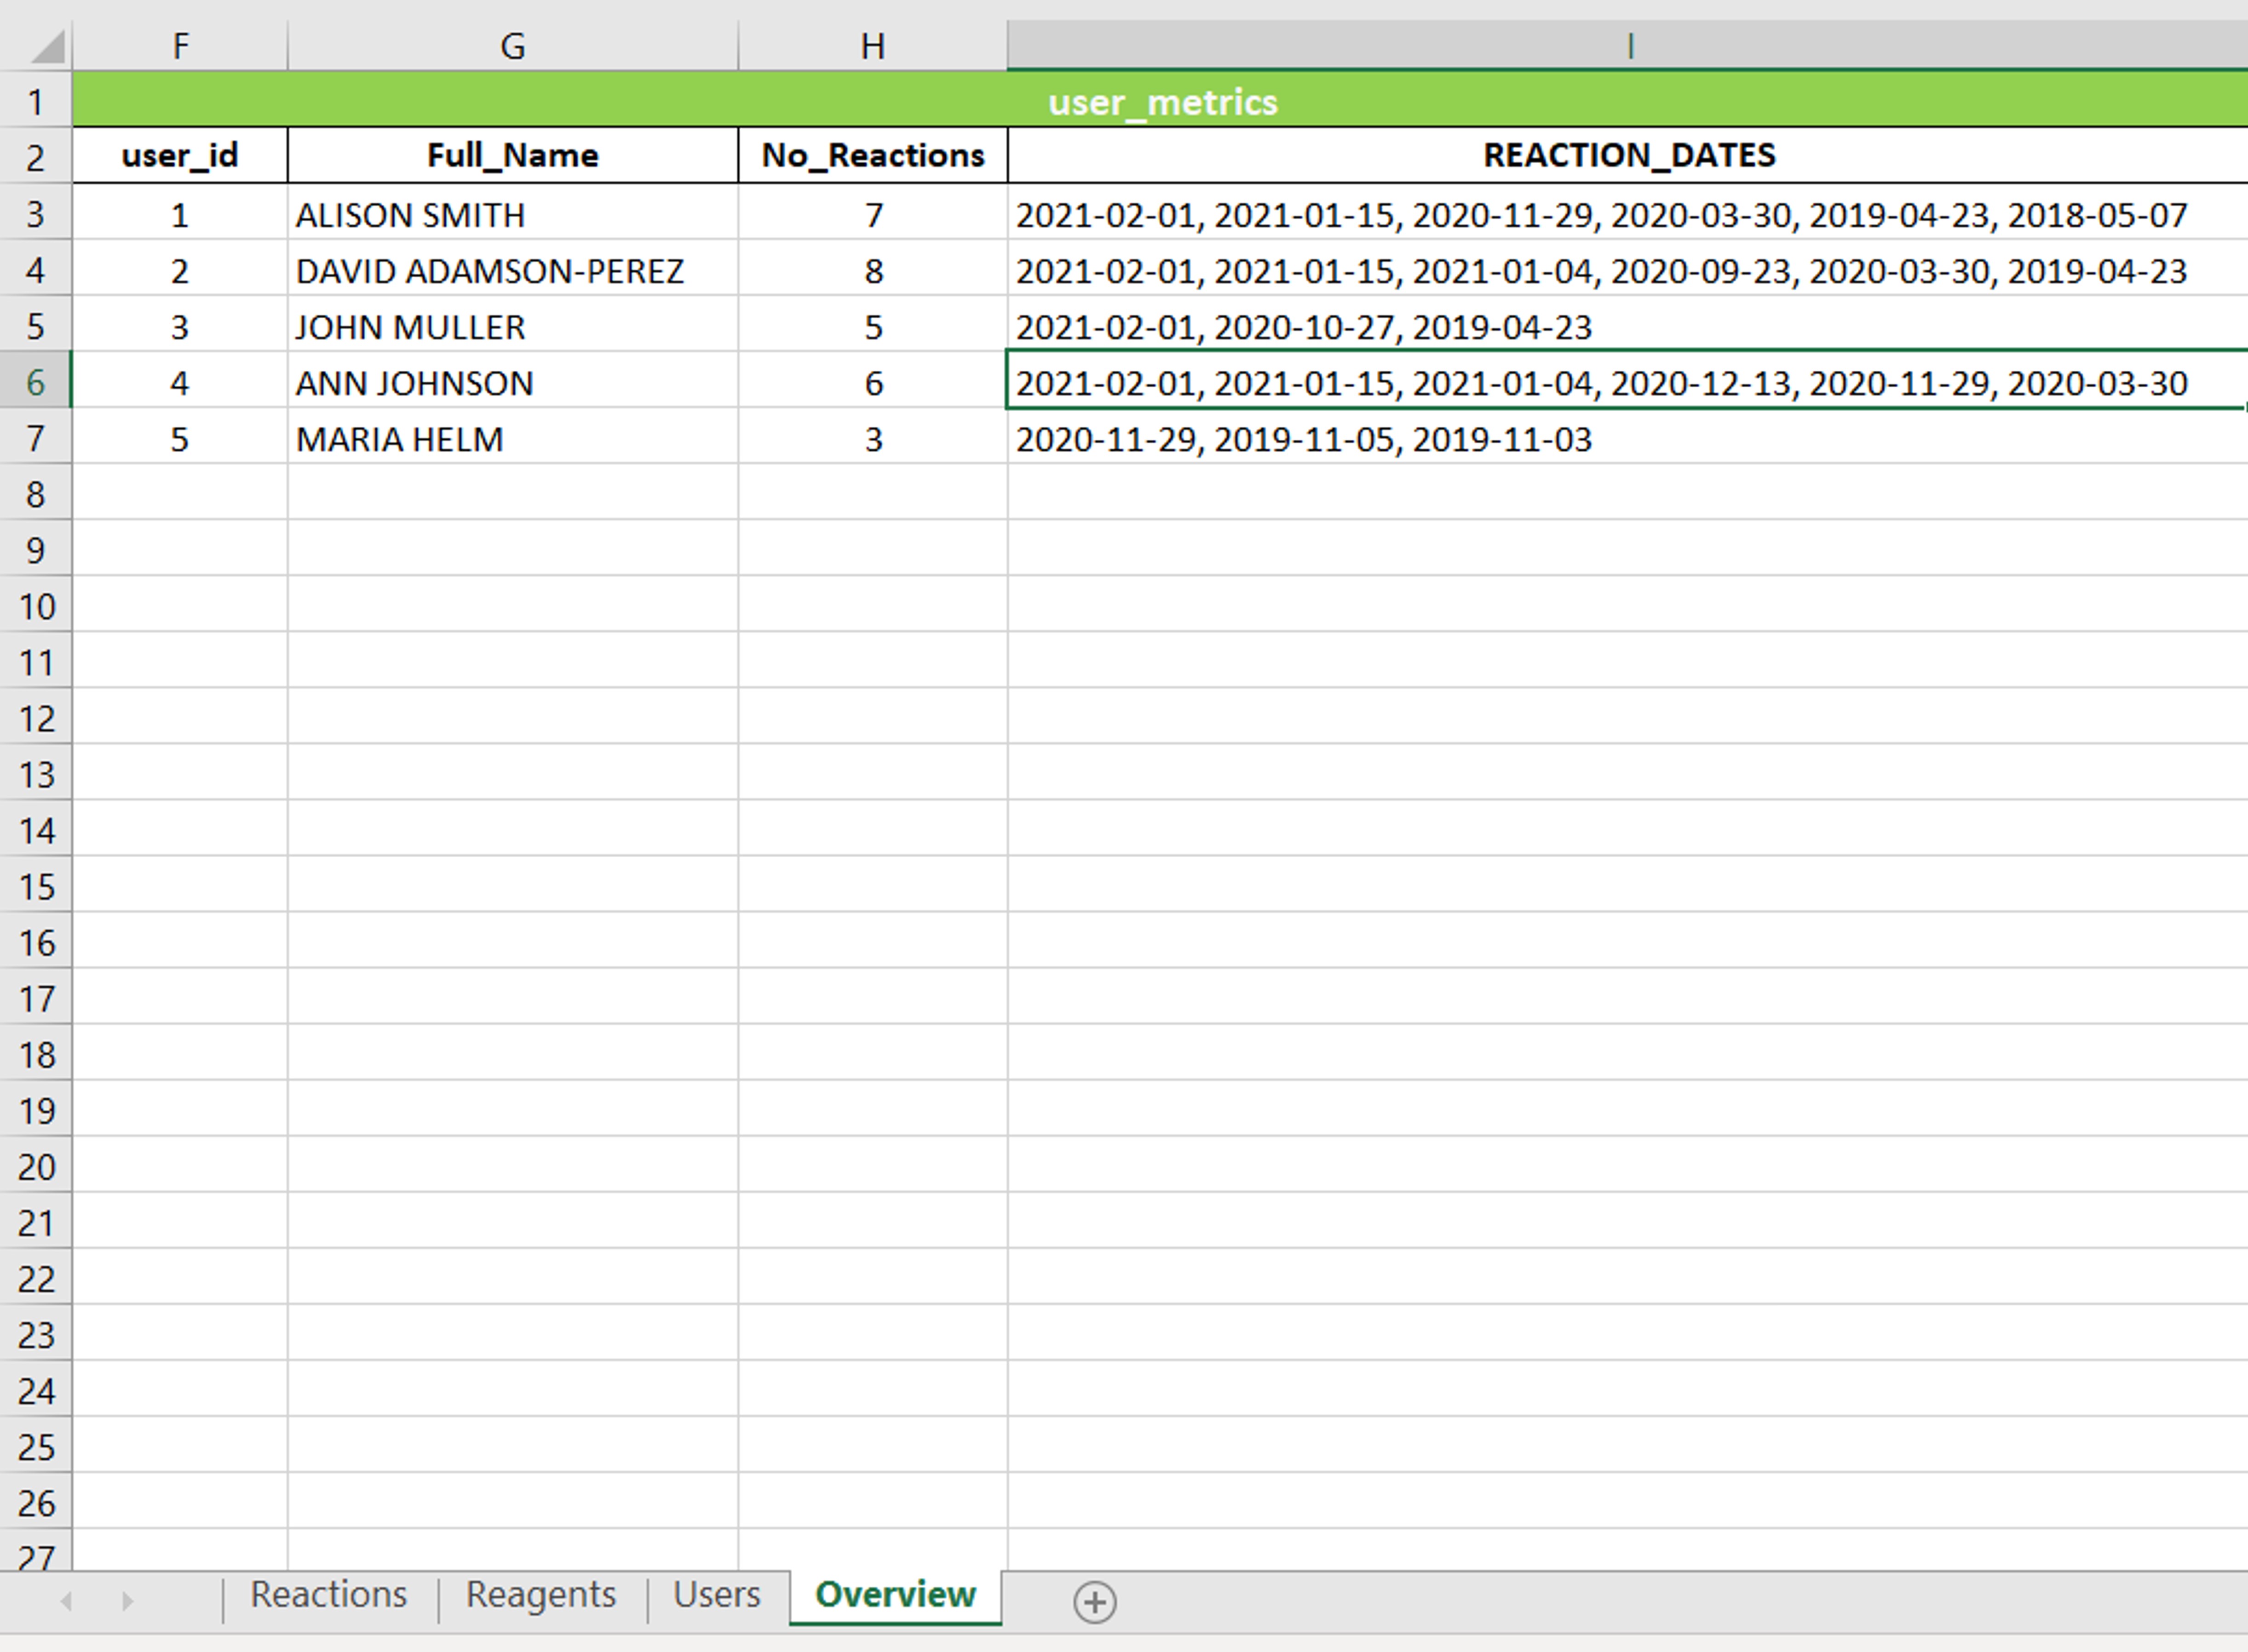 F G H I
1 user_metrics
2 user_id Full_Name No_Reactions REACTION_DATES
3 1 ALISON SMITH 7 2021-02-01, 2021-01-15, 2020-11-29, 2020-03-30, 2019-04-23, 2018-05-07
4 2 DAVID ADAMSON-PEREZ 8 2021-02-01, 2021-01-15, 2021-01-04, 2020-09-23, 2020-03-30, 2019-04-23
5 3 JOHN MULLER 5 2021-02-01, 2020-10-27, 2019-04-23
6 4 ANN JOHNSON 6 2021-02-01, 2021-01-15, 2021-01-04, 2020-12-13, 2020-11-29, 2020-03-30
7 5 MARIA HELM 3 2020-11-29, 2019-11-05, 2019-11-03
8
9
10
11
12
13
14
15
16
17
18
19
20
21
22
23
24
25
26
27
Reactions Reagents Users Overview